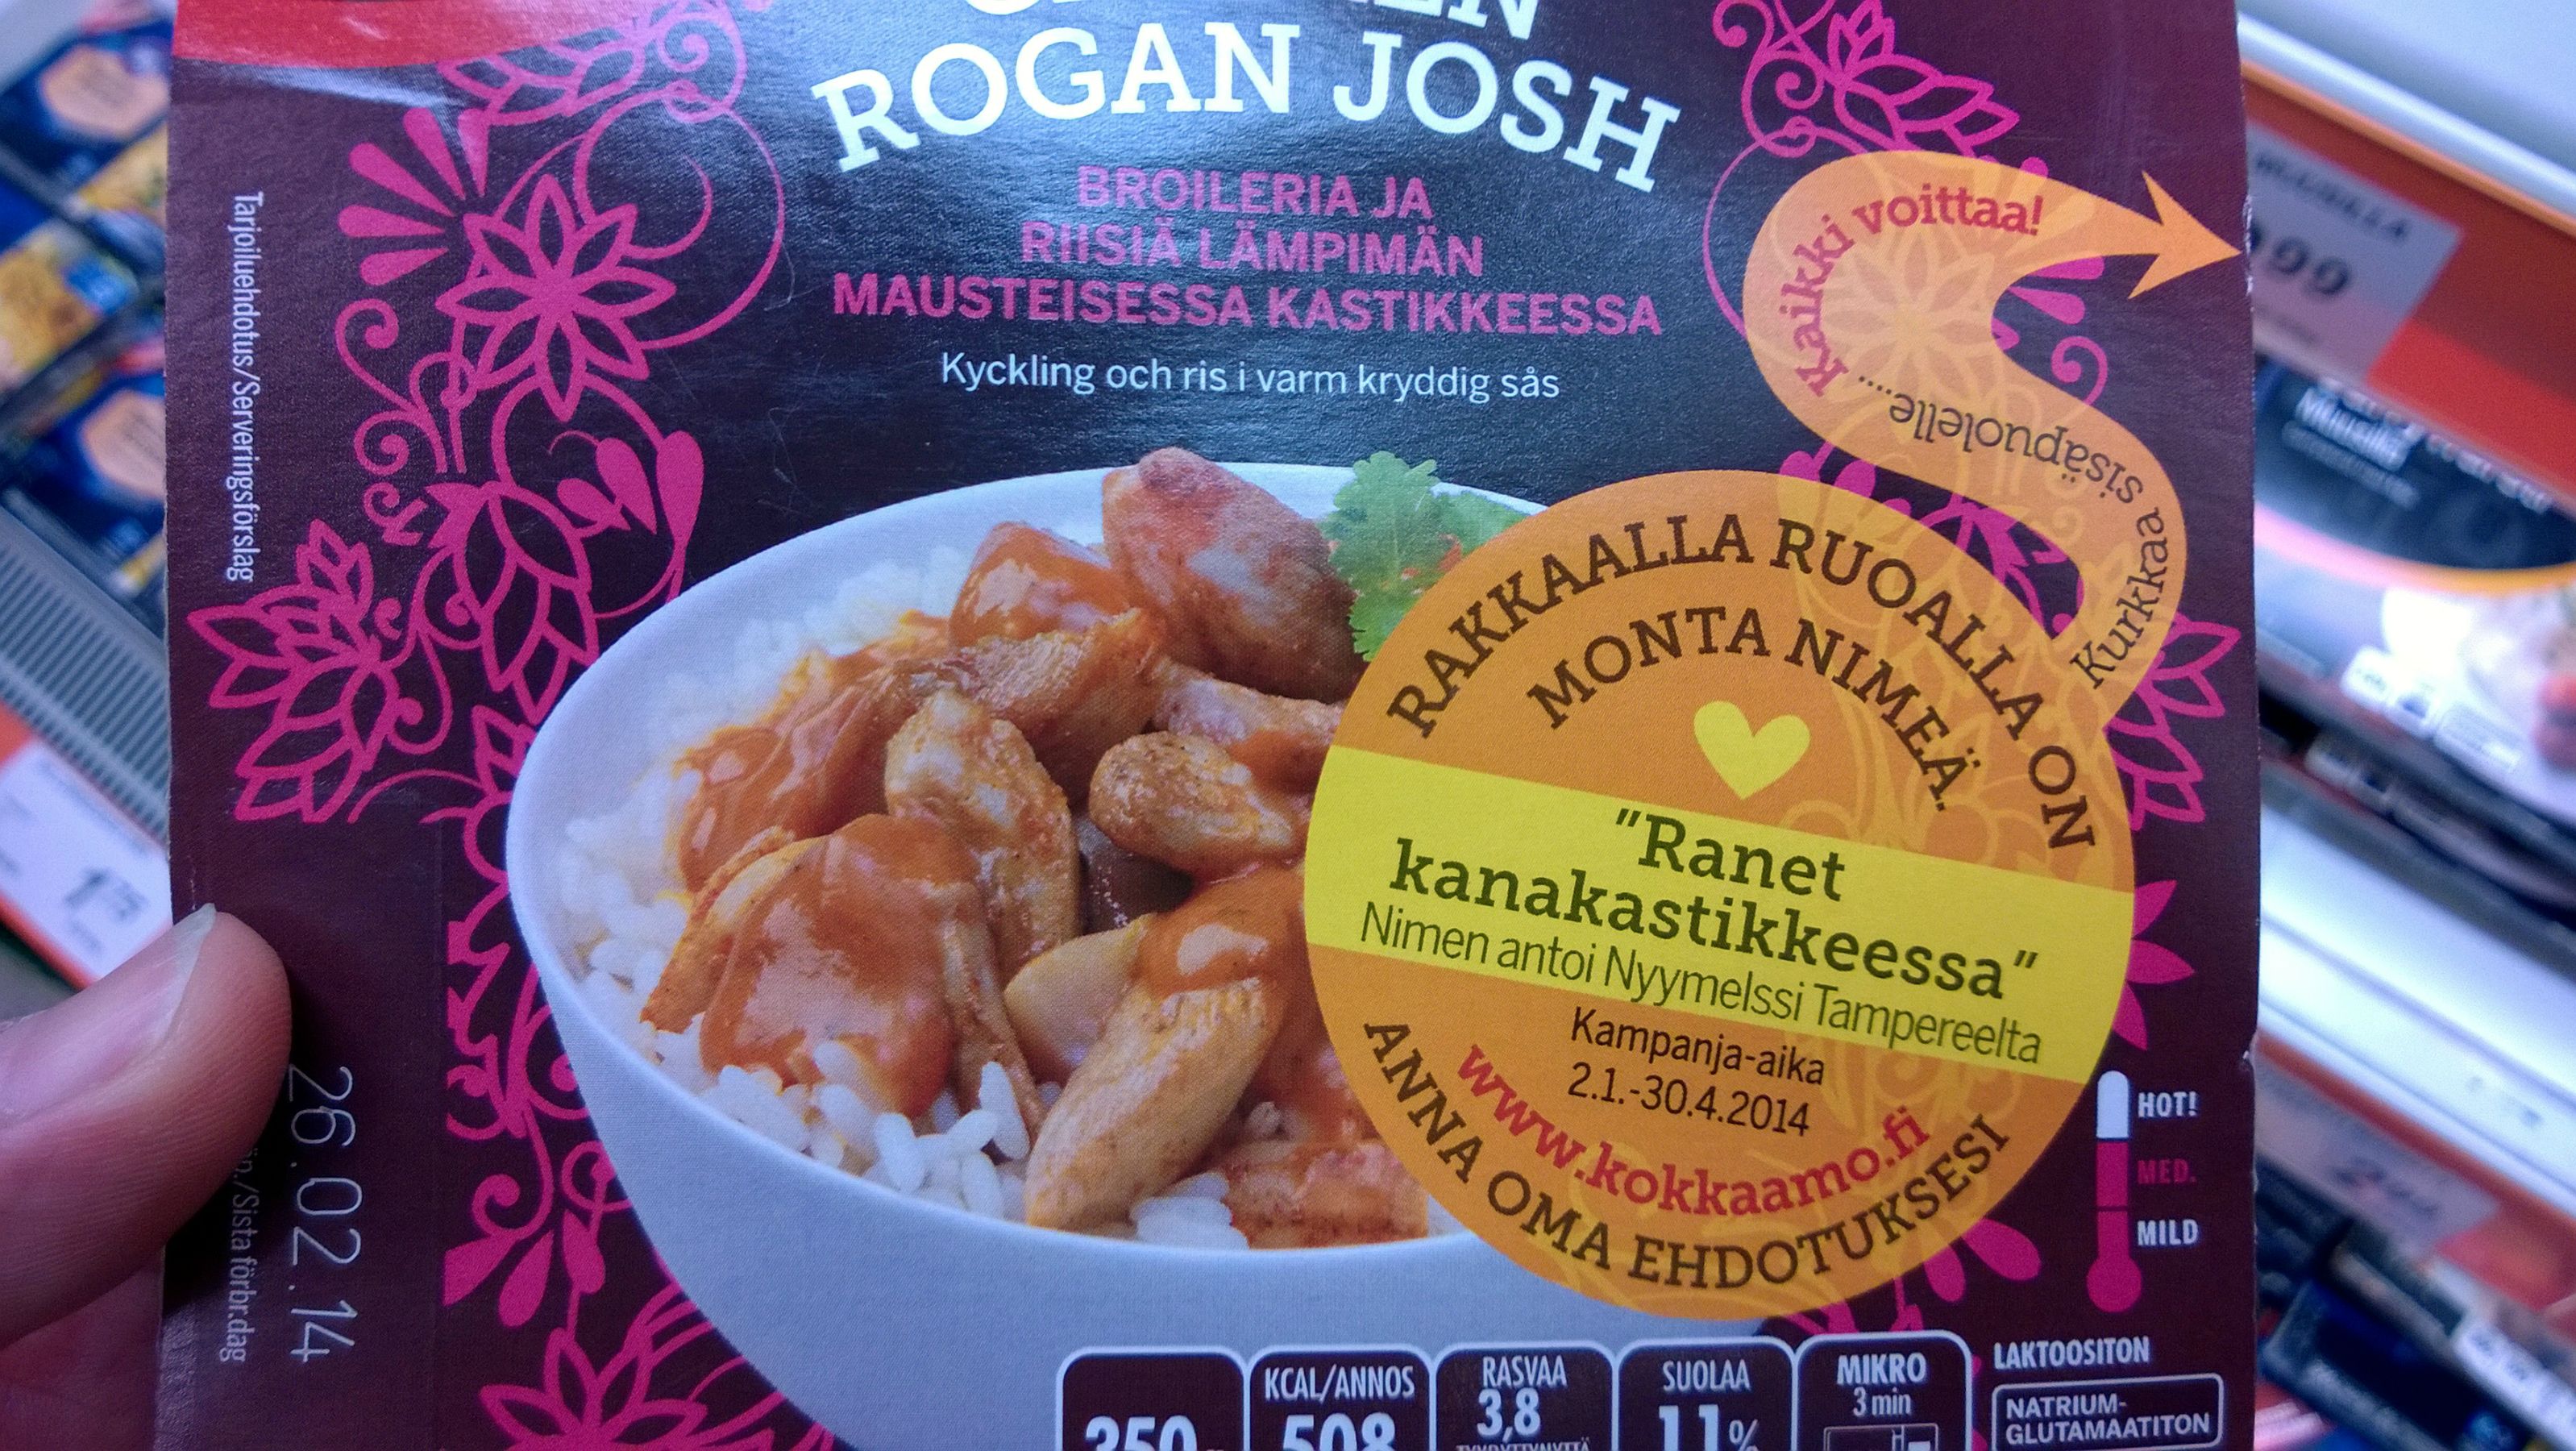 ROGAN JOSH
BROILERIA JA
RIISIÄ LÄMPIMÄN
MAUSTEISESSA KASTIKKEESSA
Kyckling och ris i varm kryddig sås
Tarjoiluehdotus/Serveringsförslag
Kaikki voittaa!
Kurkkaa sisäpuolelle....
RAKKAALLA RUOALLA ON
MONTA NIMEÄ.
"Ranet
kanakastikkeessa"
Nimen antoi Nyymelssi Tampereelta
Kampanja-aika
2.1.-30.4.2014
www.kokkaamo.fi
ANNA OMA EHDOTUKSESI
HOT!
MED.
MILD
26.02.14
/Sista förbr.dag
350
KCAL/ANNOS
508
RASVAA
3,8
SUOLAA
1,1%
MIKRO
3 min
LAKTOOSITON
NATRIUM-
GLUTAMAATITON